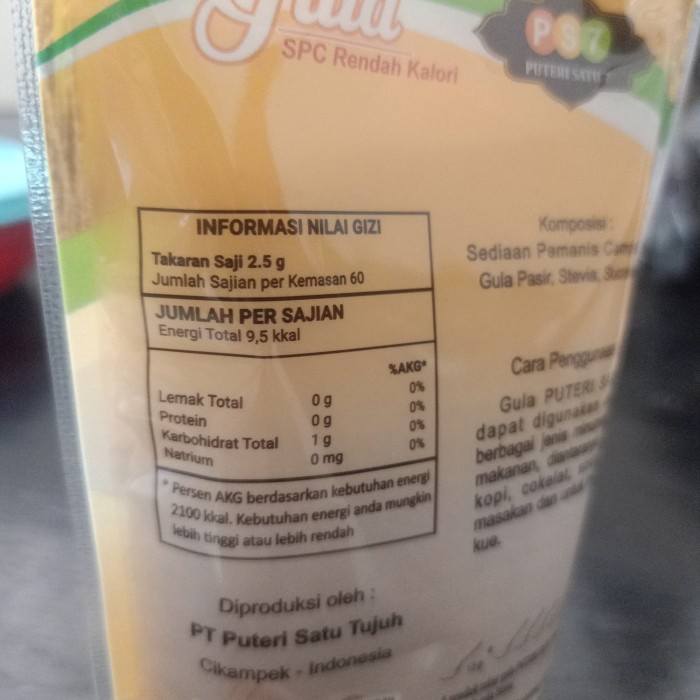 Gula
SPC Rendah Kalori
PS7
PUTERI SATU
INFORMASI NILAI GIZI
Takaran Saji 2.5 g
Jumlah Sajian per Kemasan 60
JUMLAH PER SAJIAN
Energi Total 9,5 kkal
%AKG*
0%
Lemak Total 0 g 0%
Protein 0 g 0%
Karbohidrat Total 1 g 0%
Natrium 0 mg
* Persen AKG berdasarkan kebutuhan energi
2100 kkal. Kebutuhan energi anda mungkin
lebih tinggi atau lebih rendah
Diproduksi oleh :
PT Puteri Satu Tujuh
Cikampek - Indonesia
Komposisi :
Sediaan Pemanis
Gula Pasir, Stevia,
Cara
Gula PUTERI
dapat digunakan
berbagai jenis
makanan,
kopi, cokelat,
masakan dan untuk
kue.